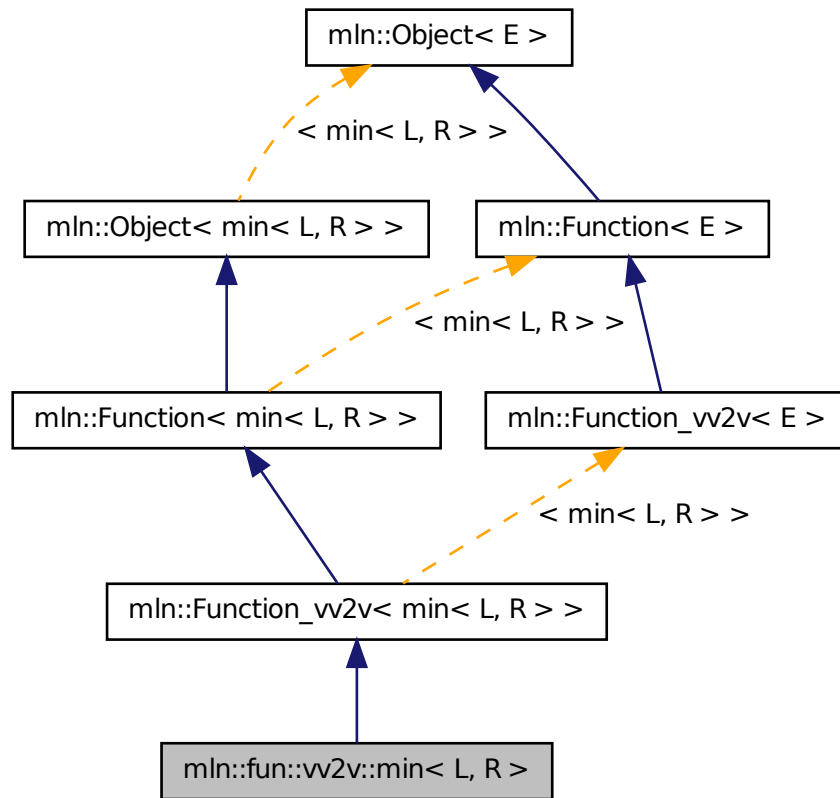 mln::Object< E >
< min< L, R > >
mln::Object< min< L, R > >
mln::Function< E >
< min< L, R > >
mln::Function< min< L, R > >
mln::Function_vv2v< E >
< min< L, R > >
mln::Function_vv2v< min< L, R > >
mln::fun::vv2v::min< L, R >